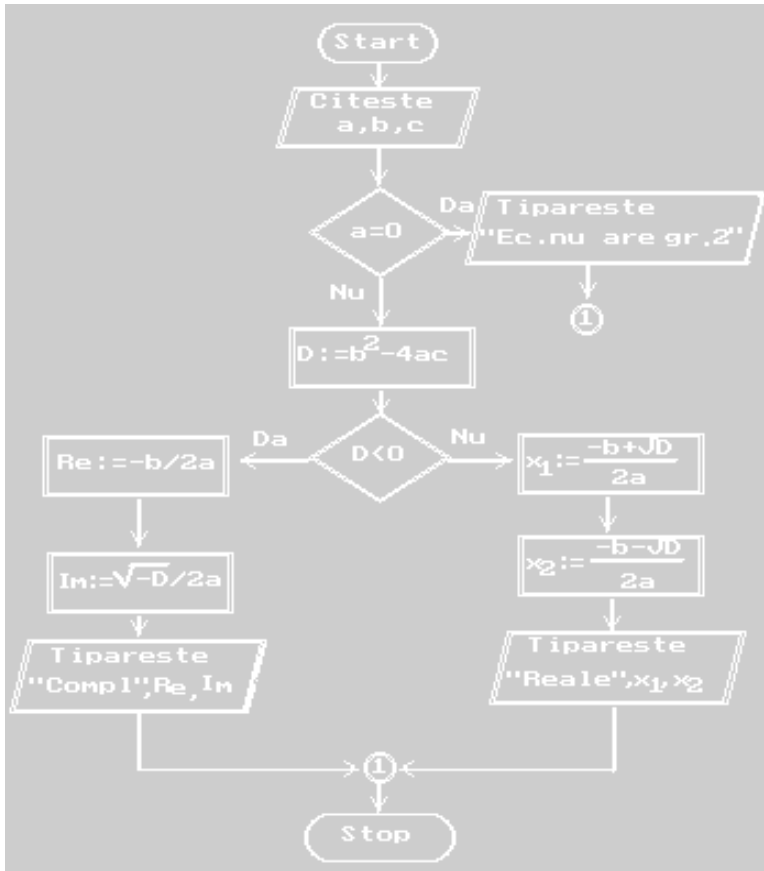 Start
Citeste
a,b,c
a=0
Da
Tipareste
"Ec.nu are gr.2"
Nu
1
D:=b²-4ac
D<0
Da
Nu
Re:=-b/2a
x₁:=
-b+√D
2a
Im:=√-D/2a
x₂:=
-b-√D
2a
Tipareste
"Compl",Re,Im
Tipareste
"Reale",x₁,x₂
1
Stop